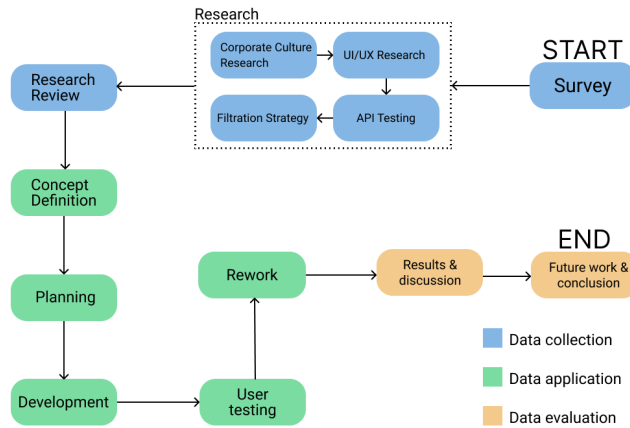 Research
START
Corporate Culture
Research
UI/UX Research
Research
Review
Survey
Filtration Strategy
API Testing
Concept
Definition
END
Rework
Results &
discussion
Future work &
conclusion
Planning
Data collection
Data application
Development
User
testing
Data evaluation